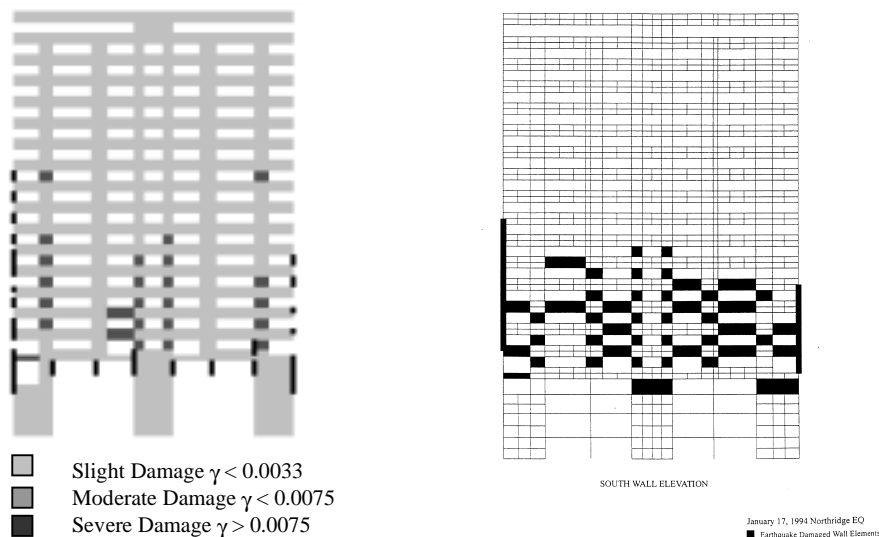 Slight Damage γ < 0.0033
Moderate Damage γ < 0.0075
Severe Damage γ > 0.0075
SOUTH WALL ELEVATION
January 17, 1994 Northridge EQ
Earthquake Damaged Wall Elements